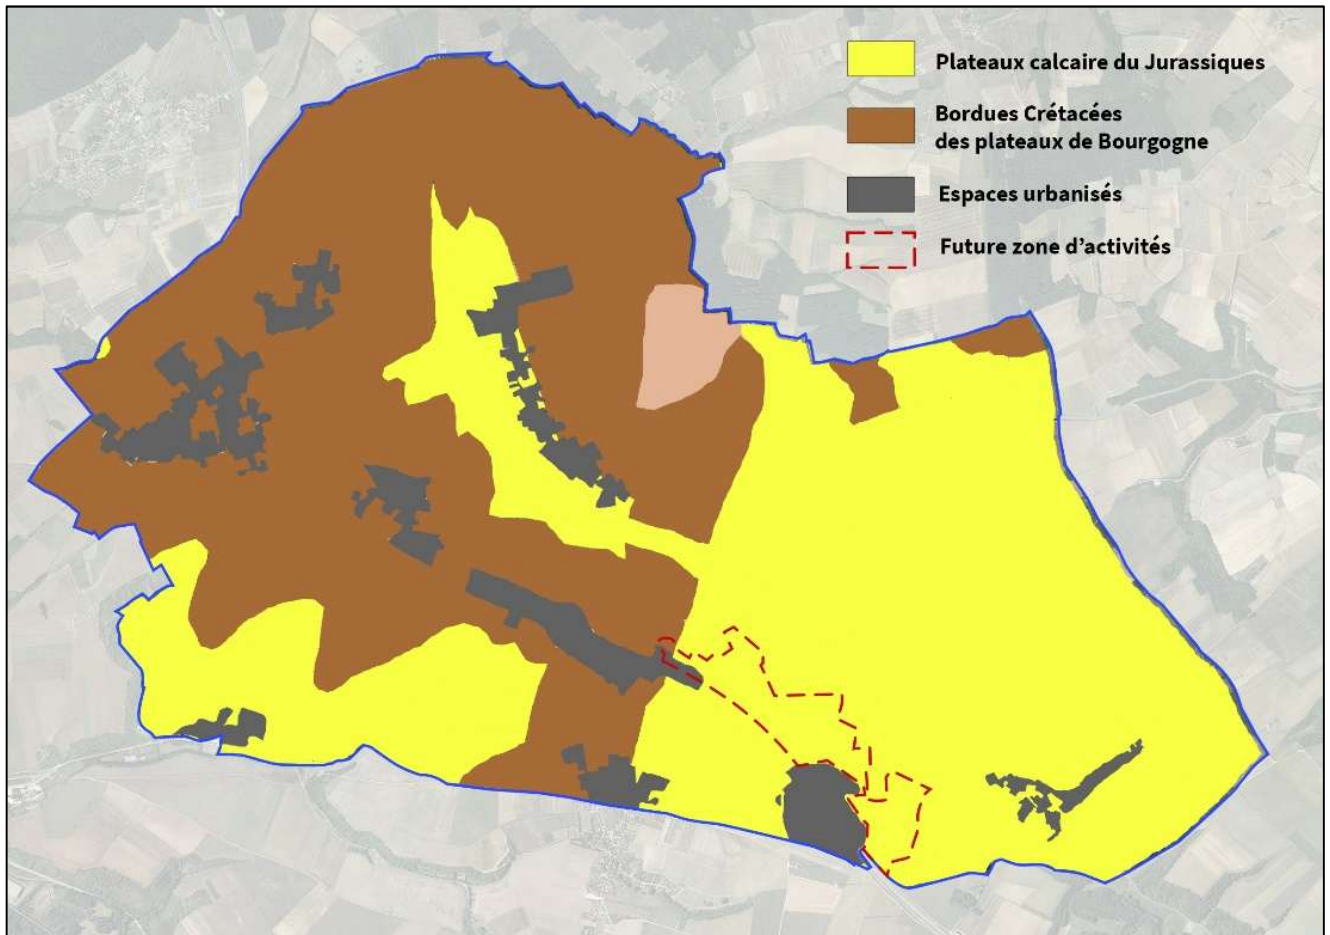 Plateaux calcaire du Jurassiques
Bordues Crétacées
des plateaux de Bourgogne
Espaces urbanisés
Future zone d'activités